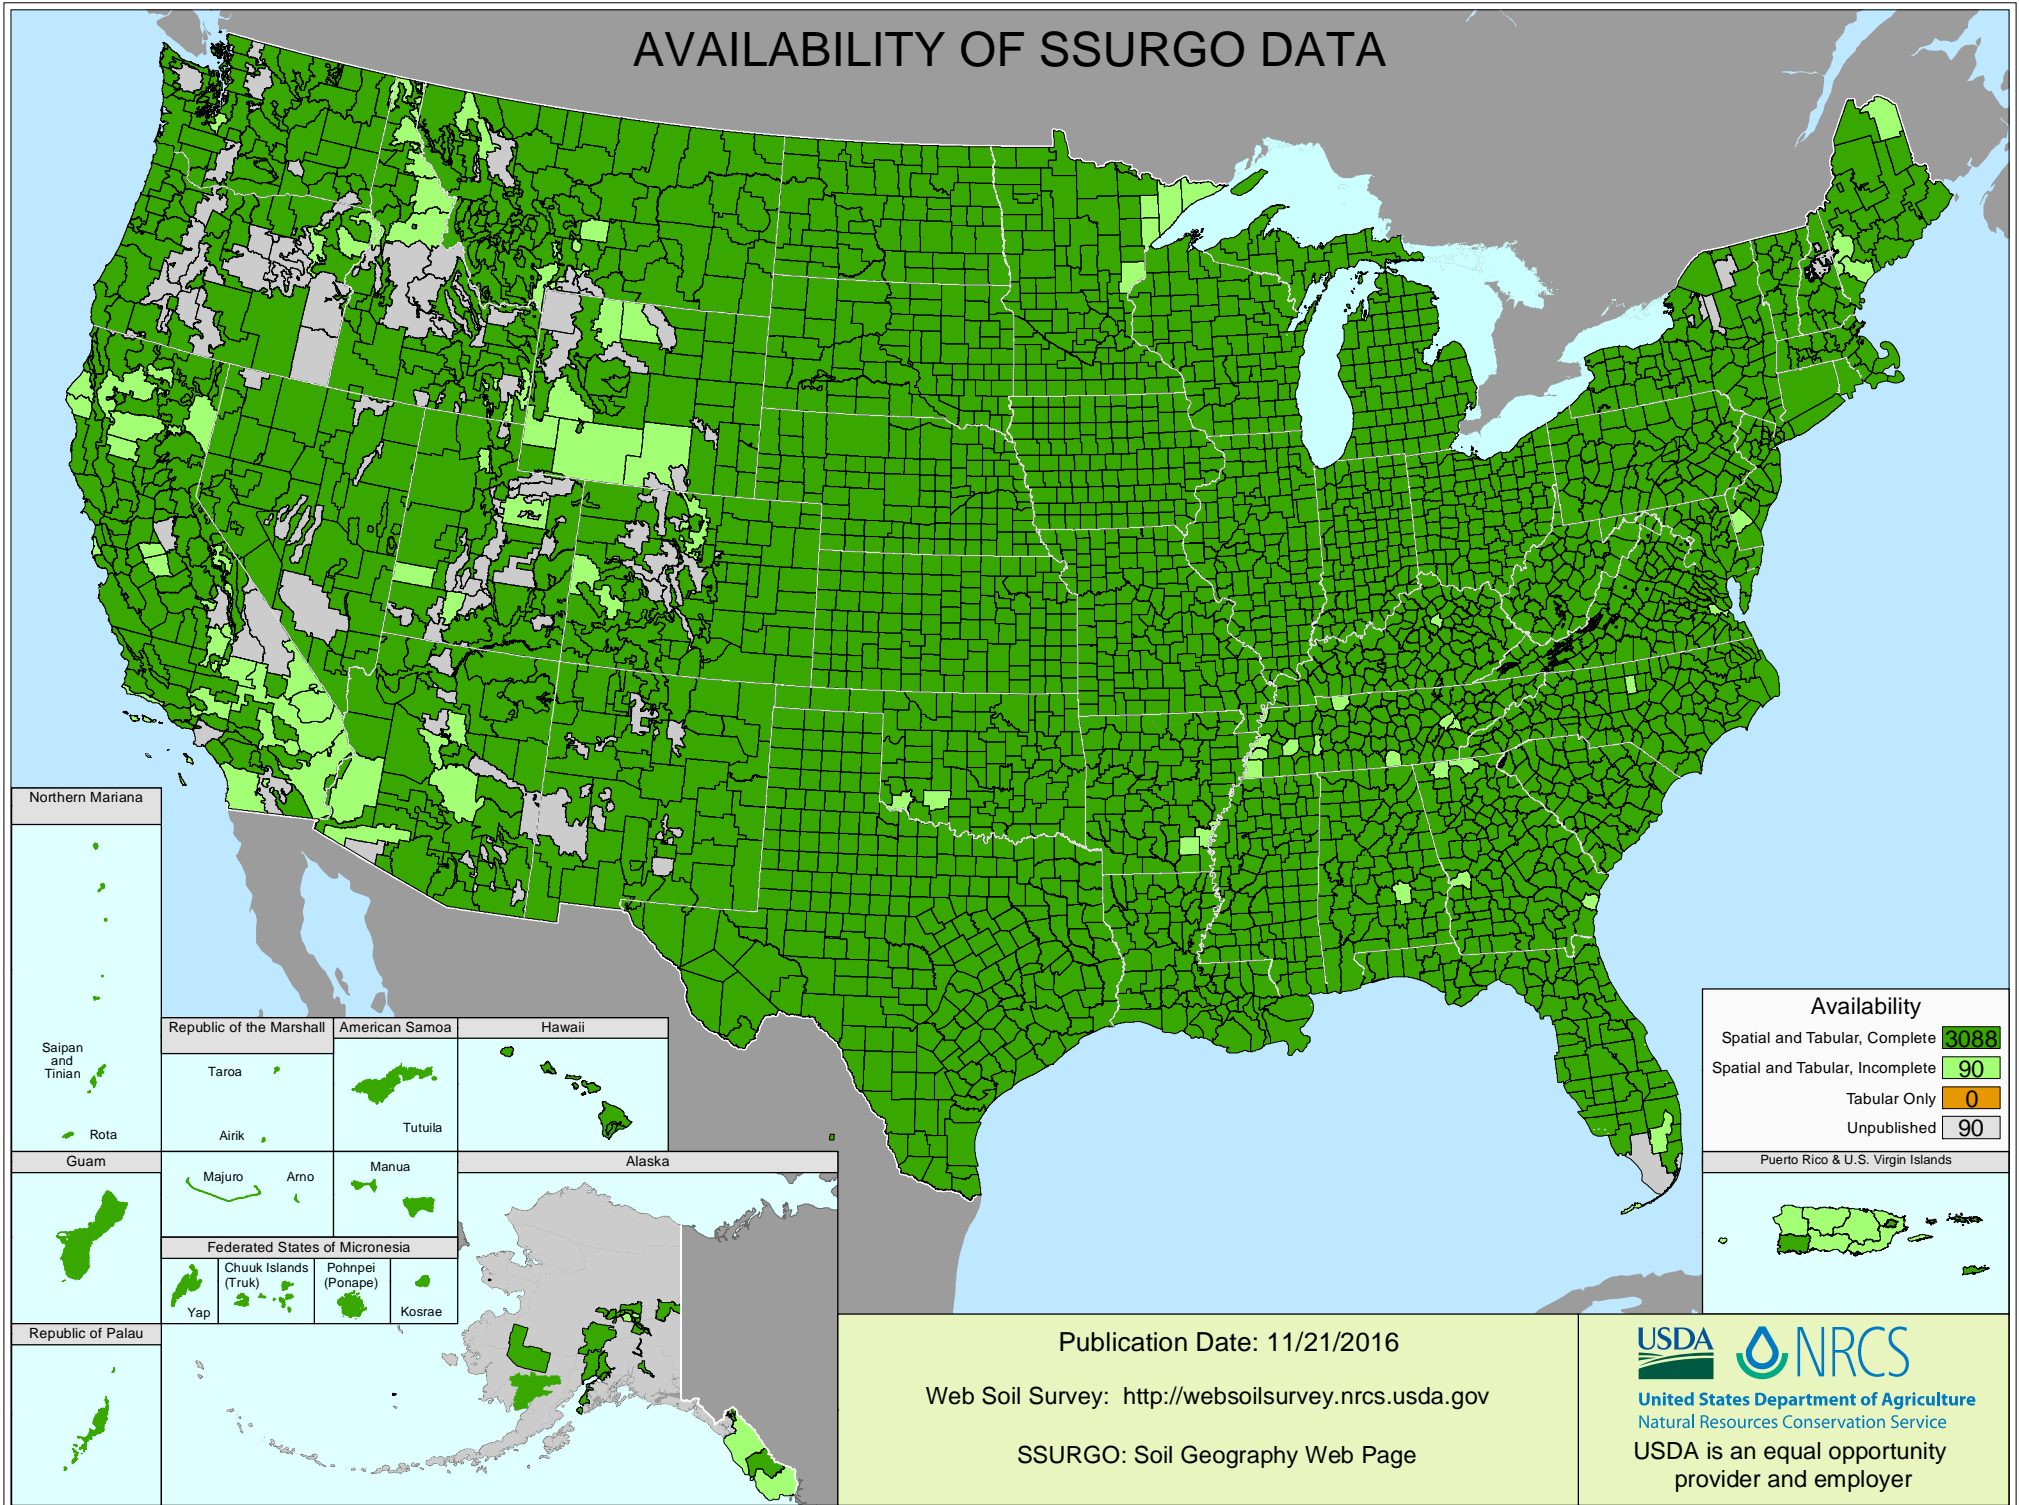 AVAILABILITY OF SSURGO DATA
Northern Mariana
Saipan
and
Tinian
Rota
Guam
Republic of Palau
Republic of the Marshall
Taroa
Airik
Majuro
Arno
American Samoa
Tutuila
Manua
Hawaii
Federated States of Micronesia
Yap
Chuuk Islands
(Truk)
Pohnpei
(Ponape)
Kosrae
Alaska
Availability
Spatial and Tabular, Complete 3088
Spatial and Tabular, Incomplete 90
Tabular Only 0
Unpublished 90
Puerto Rico & U.S. Virgin Islands
Publication Date: 11/21/2016
Web Soil Survey: http://websoilsurvey.nrcs.usda.gov
SSURGO: Soil Geography Web Page
USDA NRCS
United States Department of Agriculture
Natural Resources Conservation Service
USDA is an equal opportunity
provider and employer